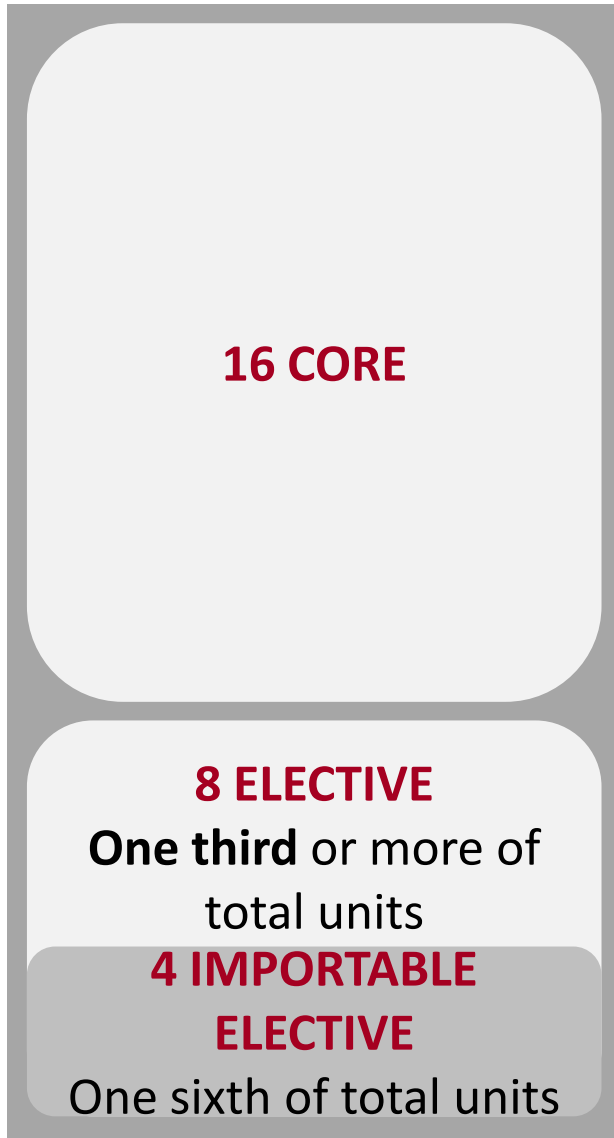 16 CORE
8 ELECTIVE
One third or more of
total units
4 IMPORTABLE
ELECTIVE
One sixth of total units